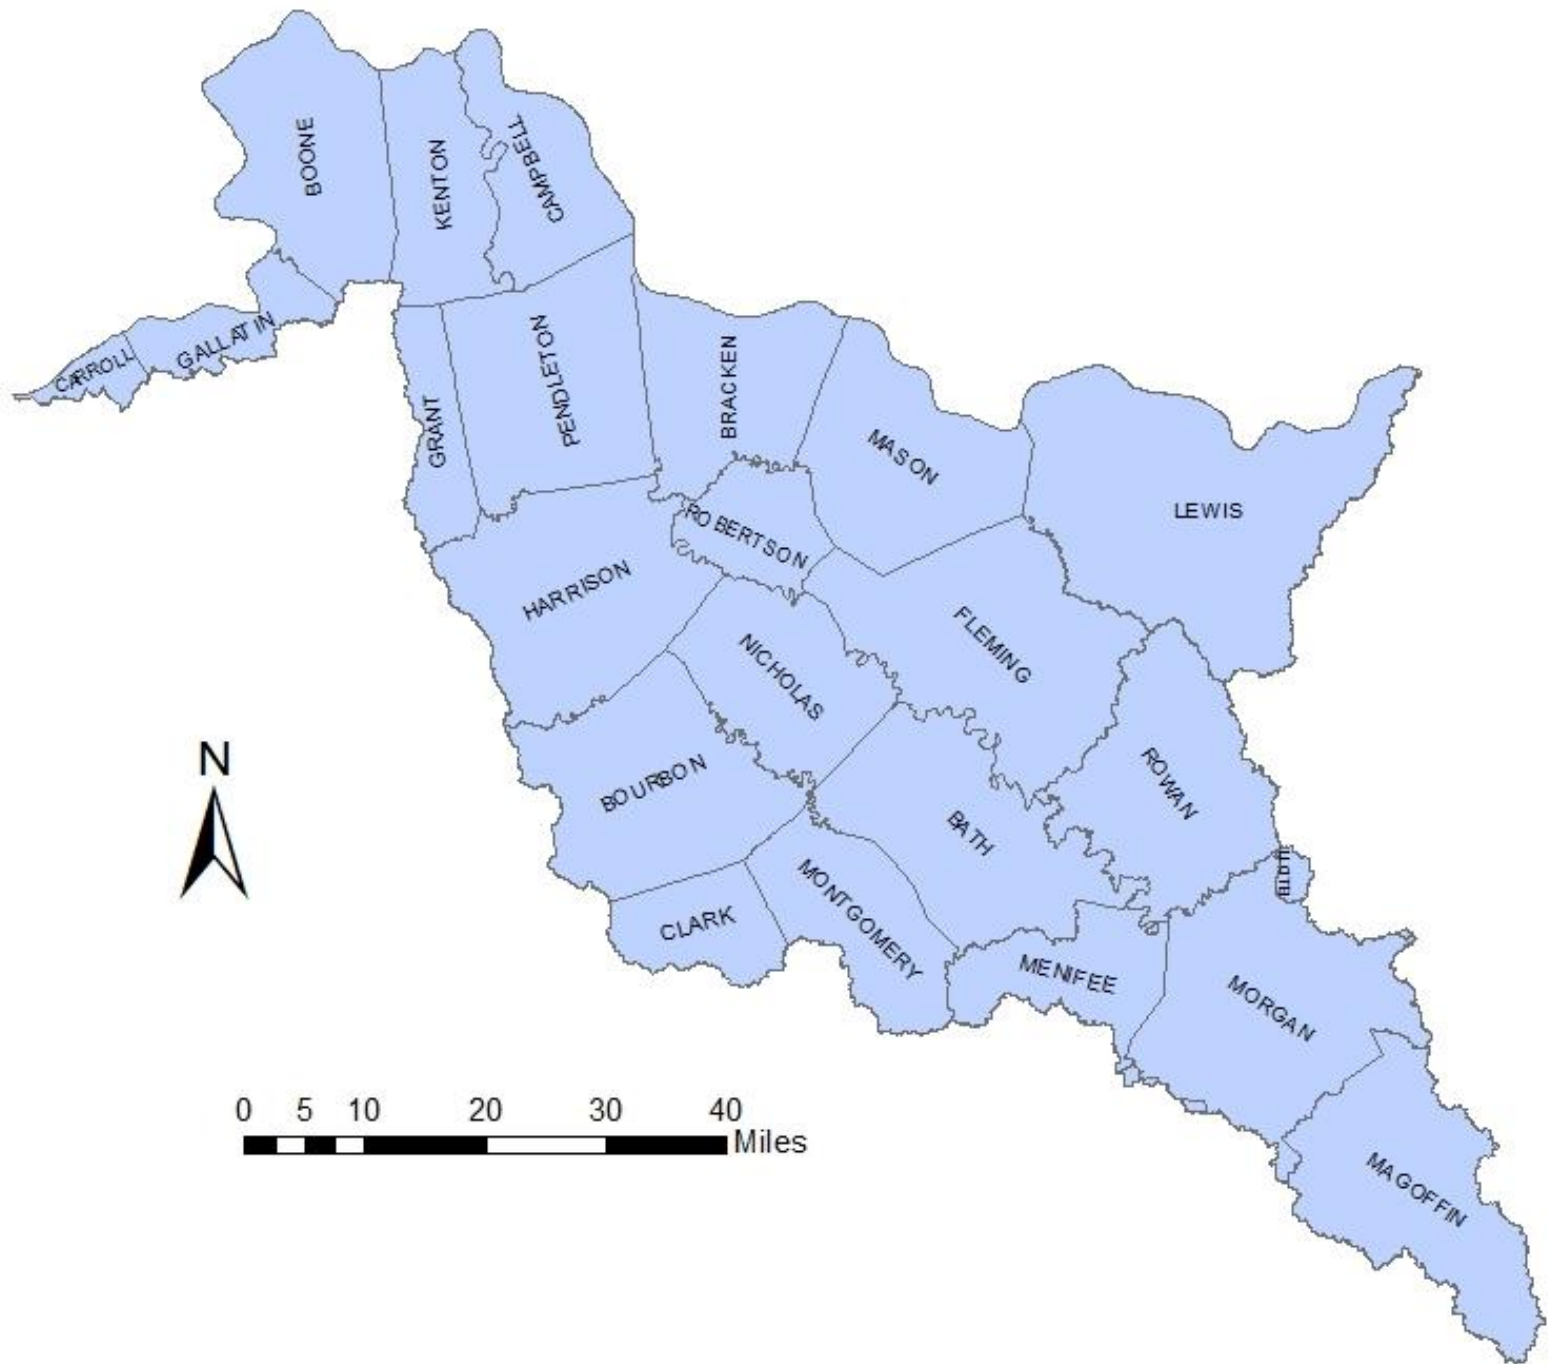 BOONE
KENTON
CAMPBELL
CARROLL
GALLATIN
GRANT
PENDLETON
BRACKEN
MASON
LEWIS
ROBERTSON
HARRISON
FLEMING
NICHOLAS
ROWAN
BOURBON
BATH
MONTGOMERY
CLARK
MENIFEE
MORGAN
MAGOFFIN
N
0 5 10 20 30 40
Miles